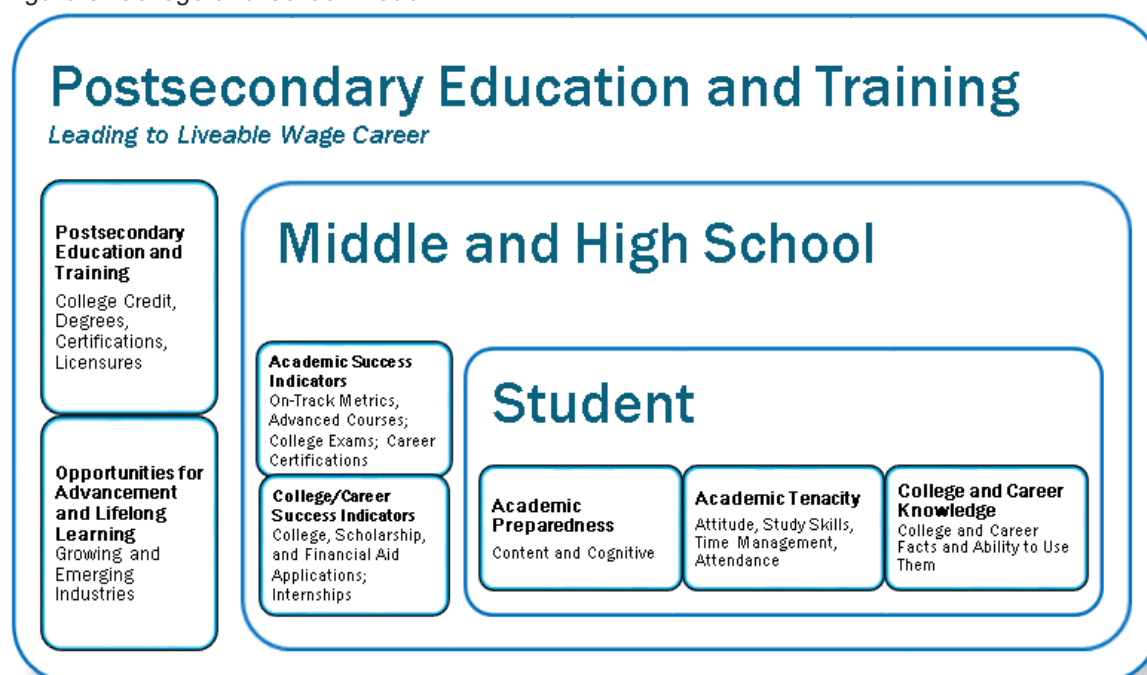 Postsecondary Education and Training
Leading to Liveable Wage Career
Postsecondary
Education and
Training
College Credit,
Degrees,
Certifications,
Licensures
Opportunities for
Advancement
and Lifelong
Learning
Growing and
Emerging
Industries
Middle and High School
Academic Success
Indicators
On-Track Metrics,
Advanced Courses;
College Exams; Career
Certifications
College/Career
Success Indicators
College, Scholarship,
and Financial Aid
Applications;
Internships
Student
Academic
Preparedness
Content and Cognitive
Academic Tenacity
Attitude, Study Skills,
Time Management,
Attendance
College and Career
Knowledge
College and Career
Facts and Ability to Use
Them